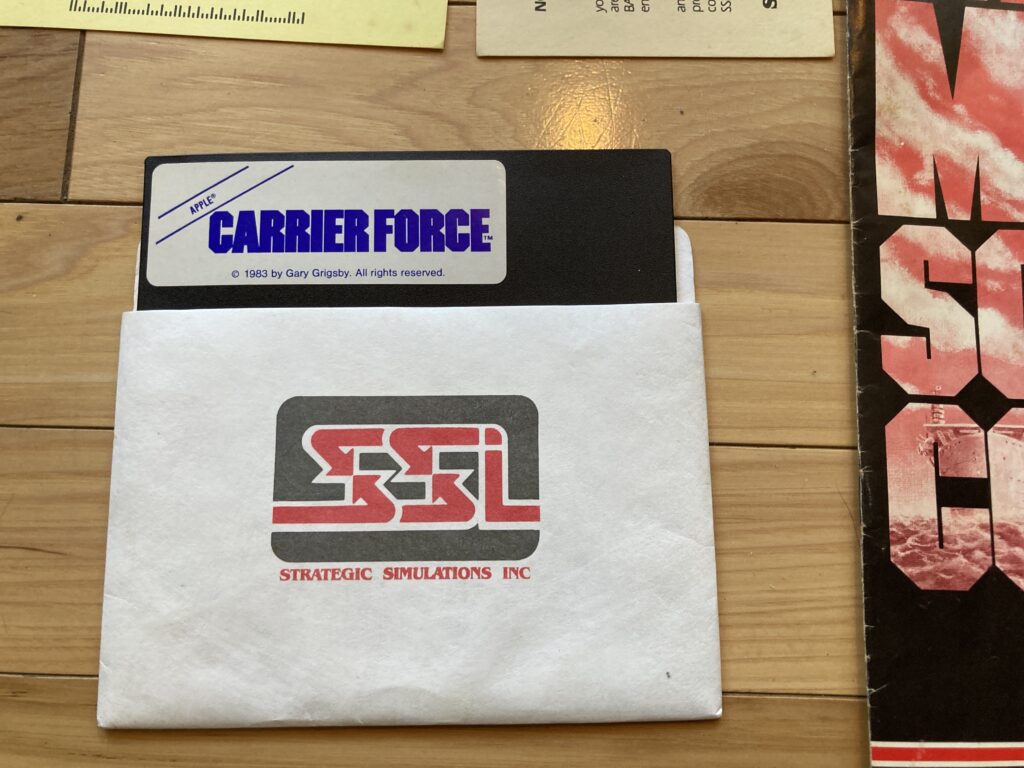 APPLE®
CARRIER FORCE™
© 1983 by Gary Grigsby. All rights reserved.
SSI
STRATEGIC SIMULATIONS INC